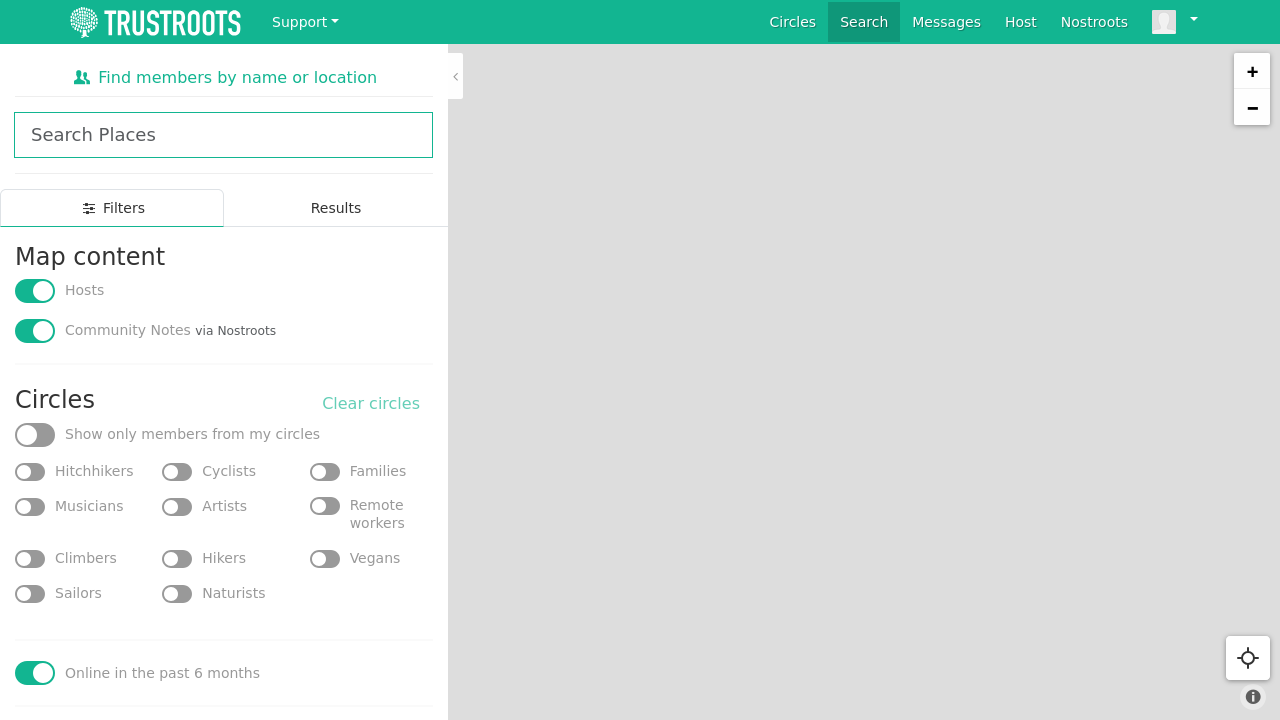 TRUSTROOTS Support Circles Search Messages Host Nostroots
Find members by name or location
Search Places
Filters Results
Map content
Hosts
Community Notes via Nostroots
Circles Clear circles
Show only members from my circles
Hitchhikers Cyclists Families
Musicians Artists Remote workers
Climbers Hikers Vegans
Sailors Naturists
Online in the past 6 months